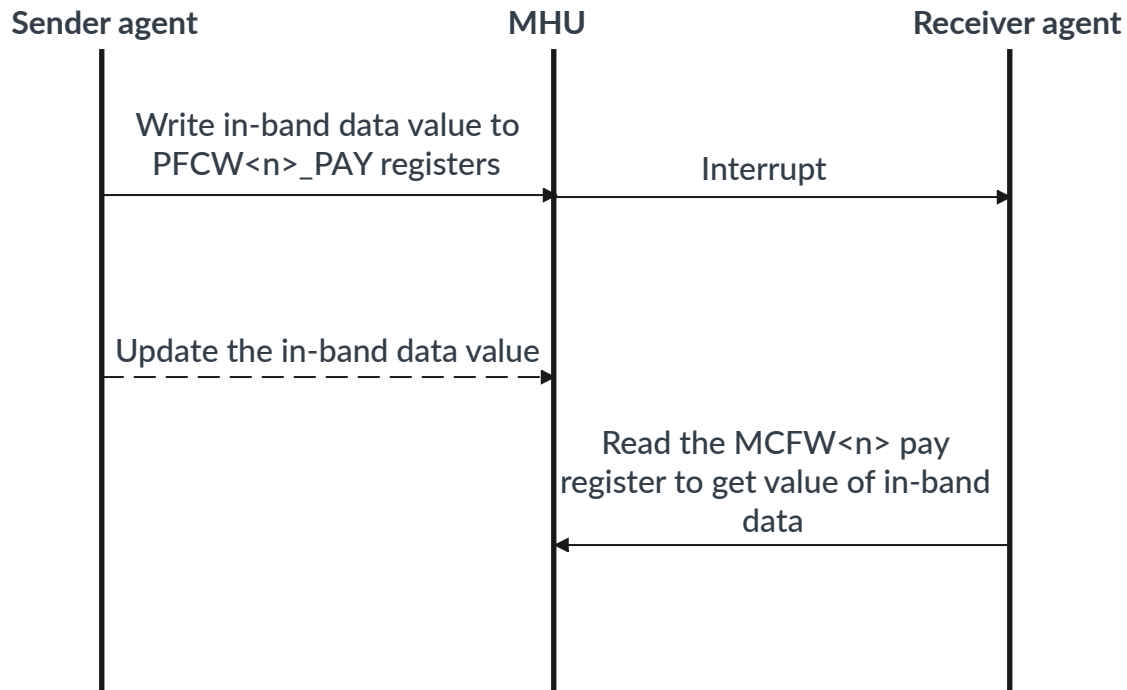 Sender agent
MHU
Receiver agent
Write in-band data value to
PFCW<n>_PAY registers
Interrupt
Update the in-band data value
Read the MCFW<n> pay
register to get value of in-band
data